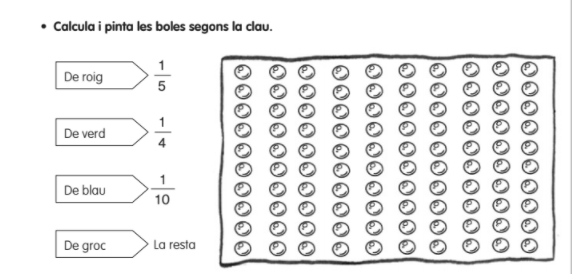 • Calcula i pinta les boles segons la clau.
De roig 1/5
De verd 1/4
De blau 1/10
De groc La resta